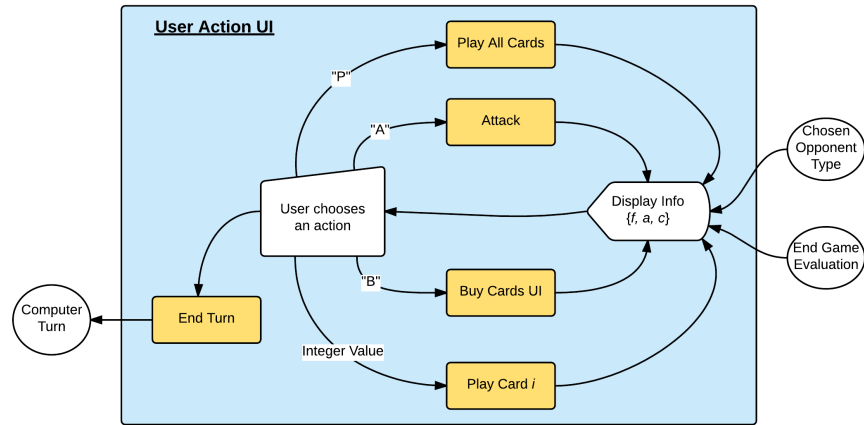 User Action UI
Play All Cards
"P"
Attack
"A"
Chosen
Opponent
Type
User chooses
an action
Display Info
{f, a, c}
End Game
Evaluation
"B"
Buy Cards UI
Computer
Turn
End Turn
Integer Value
Play Card i